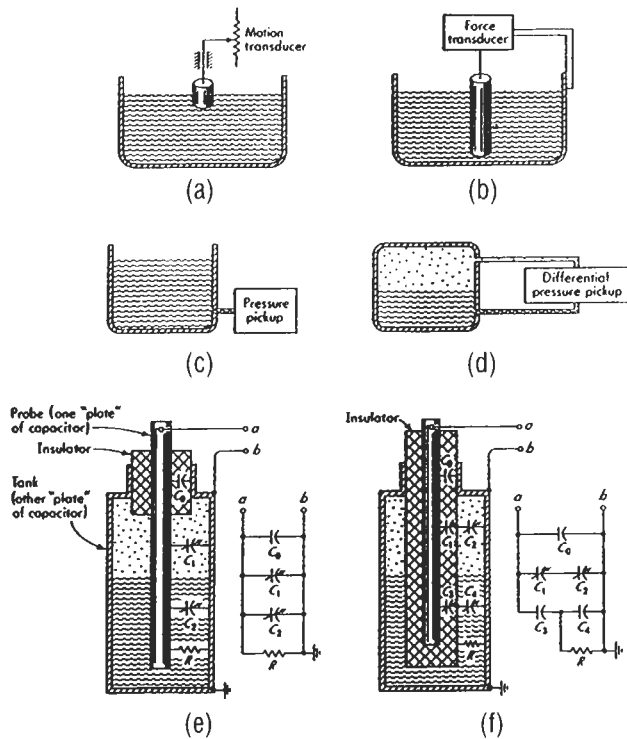 Motion
transducer
(a)
Force
transducer
(b)
Pressure
pickup
(c)
Differential
pressure pickup
(d)
Probe (one "plate"
of capacitor)
Insulator
Tank
(other "plate"
of capacitor)
a
b
C₀
C₁
C₂
R
a
b
C₀
C₁
C₂
R
(e)
Insulator
a
b
C₀
C₁ C₂
C₃ C₄
R
a
b
C₀
C₁ C₂
C₃ C₄
R
(f)